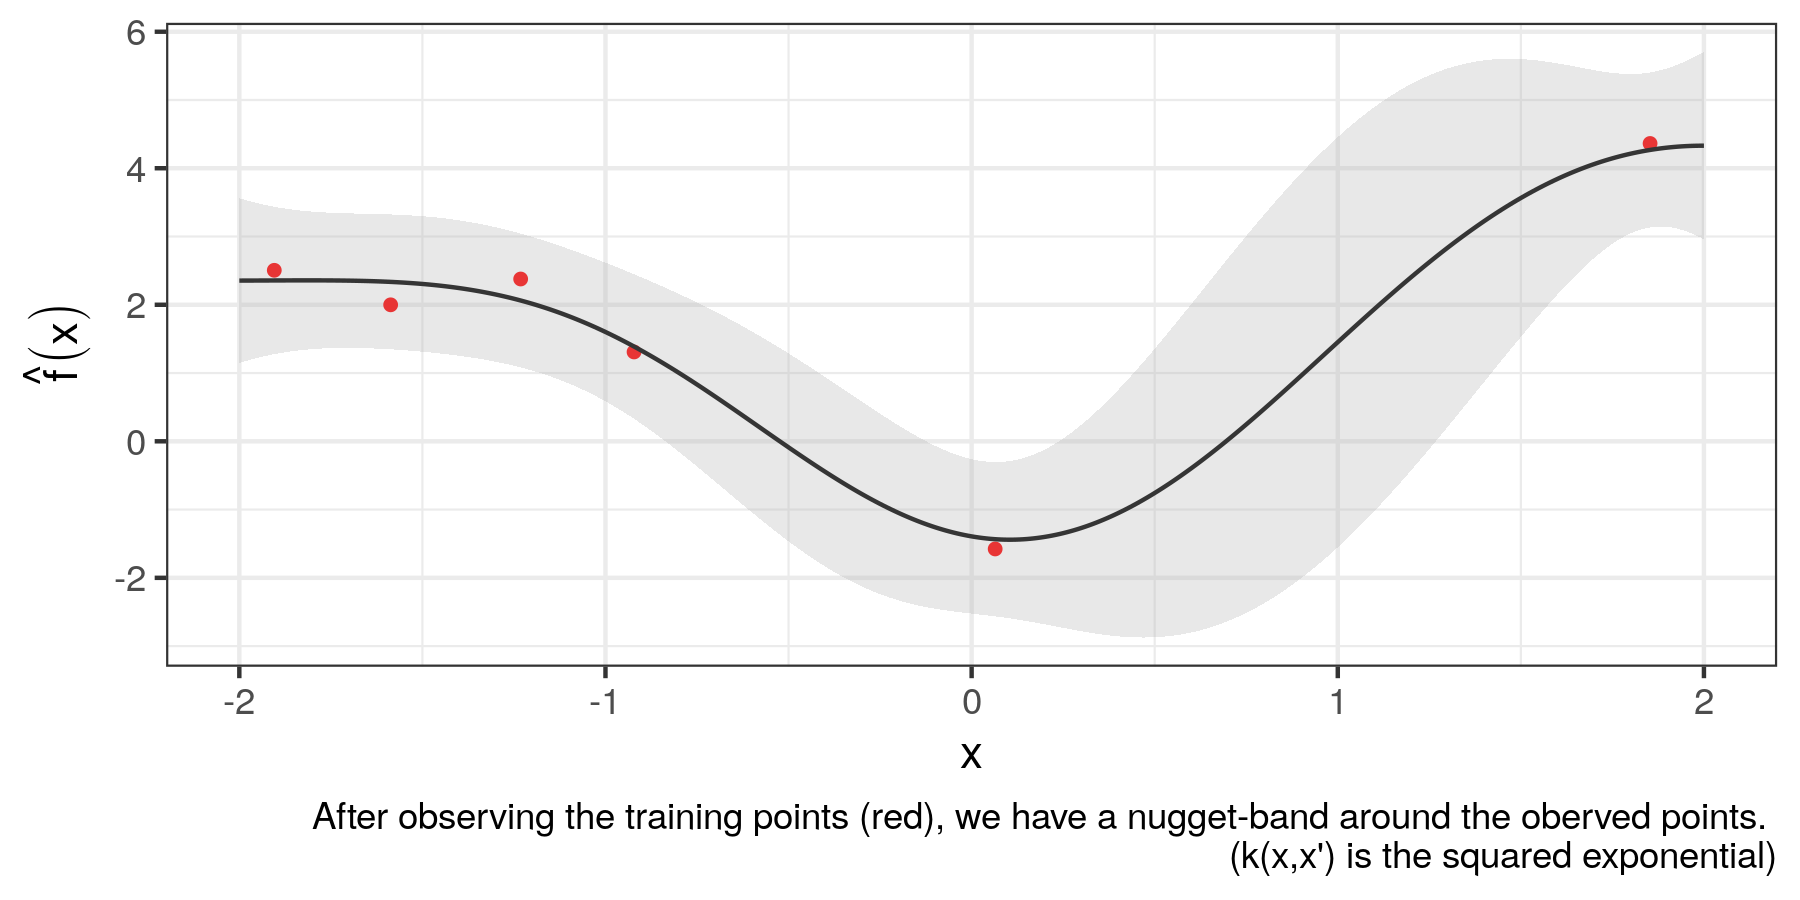 6
4
2
0
-2
f̂(x)
-2 -1 0 1 2
x
After observing the training points (red), we have a nugget-band around the oberved points.
(k(x,x') is the squared exponential)